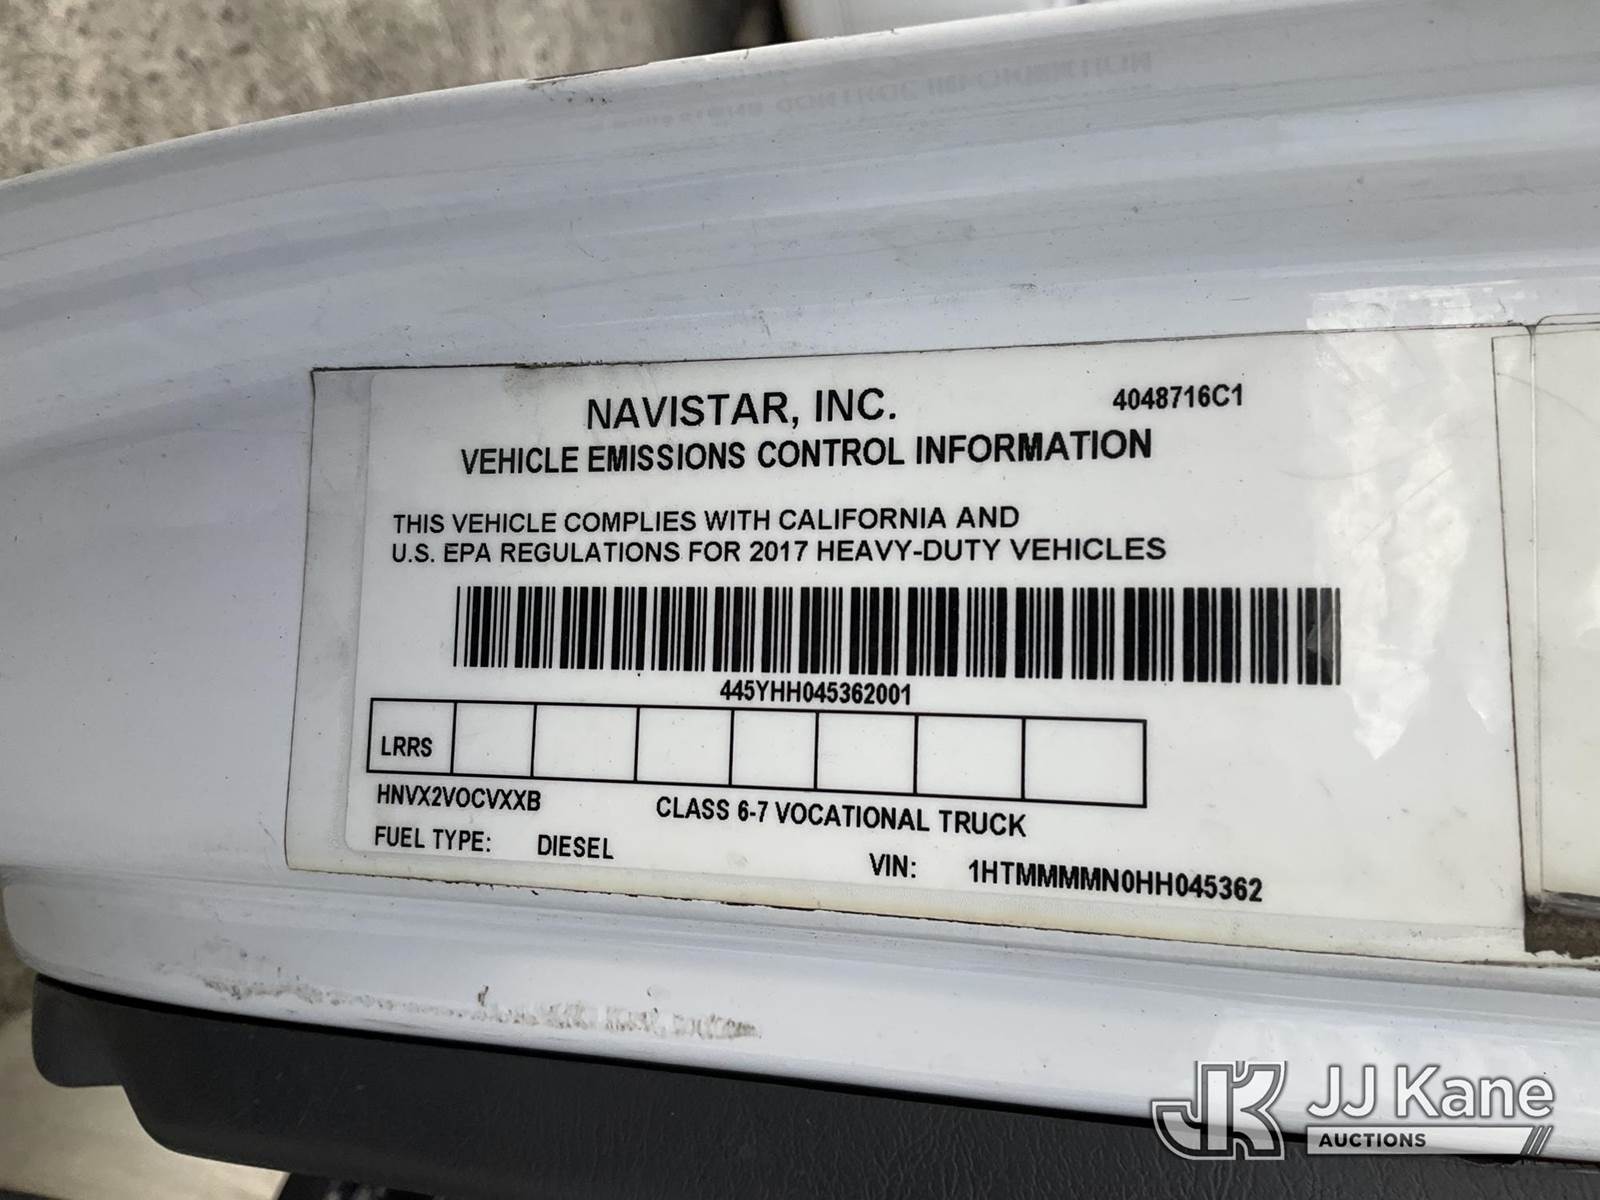 NAVISTAR, INC.
4048716C1
VEHICLE EMISSIONS CONTROL INFORMATION
THIS VEHICLE COMPLIES WITH CALIFORNIA AND
U.S. EPA REGULATIONS FOR 2017 HEAVY-DUTY VEHICLES
445YHH045362001
LRRS
HNVX2VOCVXXB
CLASS 6-7 VOCATIONAL TRUCK
FUEL TYPE: DIESEL
VIN: 1HTMMMMN0HH045362
JJ Kane
AUCTIONS